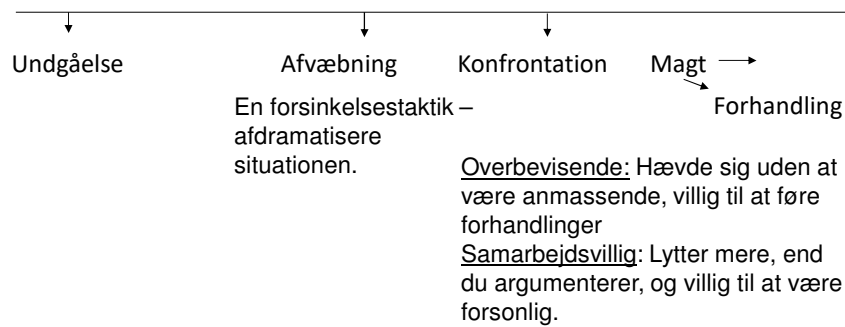 Undgåelse
Afvæbning
Konfrontation
Magt
Forhandling
En forsinkelsestaktik –
afdramatisere
situationen.
Overbevisende: Hævde sig uden at
være anmassende, villig til at føre
forhandlinger
Samarbejdsvillig: Lytter mere, end
du argumenterer, og villig til at være
forsonlig.